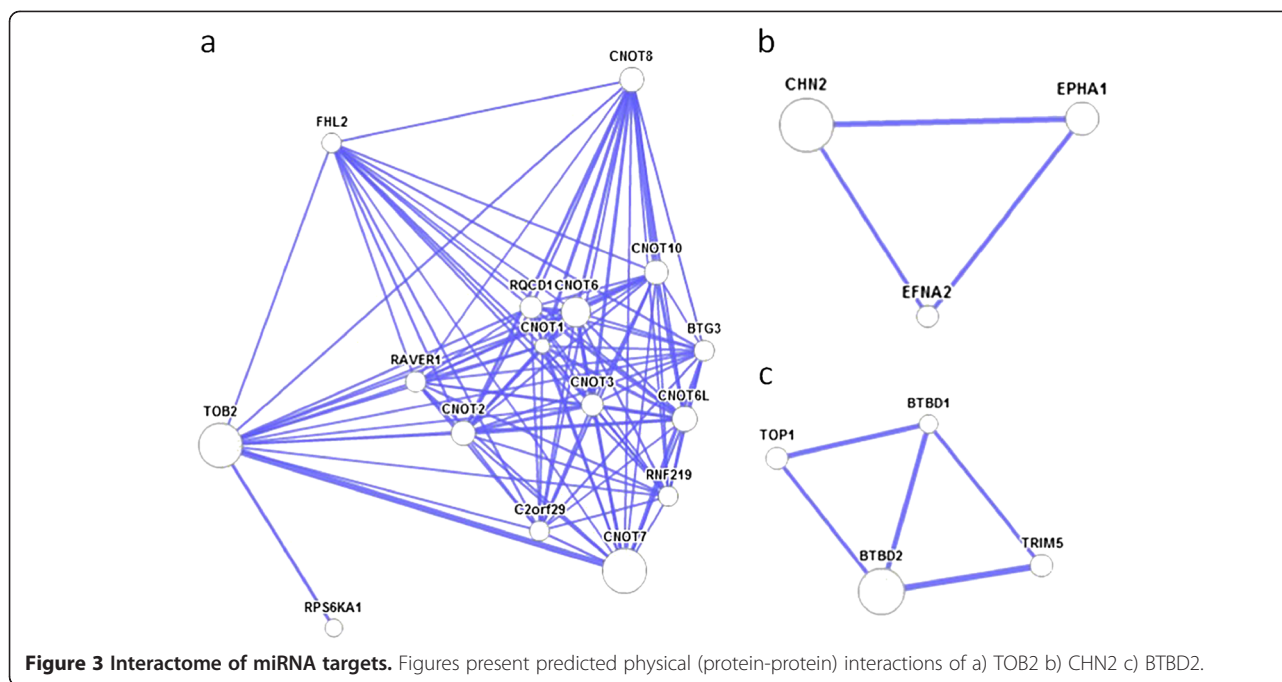 a
CNOT8
FHL2
CNOT10
RQCD1
CNOT6
CNOT1
BTG3
RAVER1
CNOT3
CNOT6L
TOB2
CNOT2
RNF219
C2orf29
CNOT7
RPS6KA1
b
CHN2
EPHA1
EFNA2
c
BTBD1
TOP1
BTBD2
TRIM5
Figure 3 Interactome of miRNA targets. Figures present predicted physical (protein-protein) interactions of a) TOB2 b) CHN2 c) BTBD2.